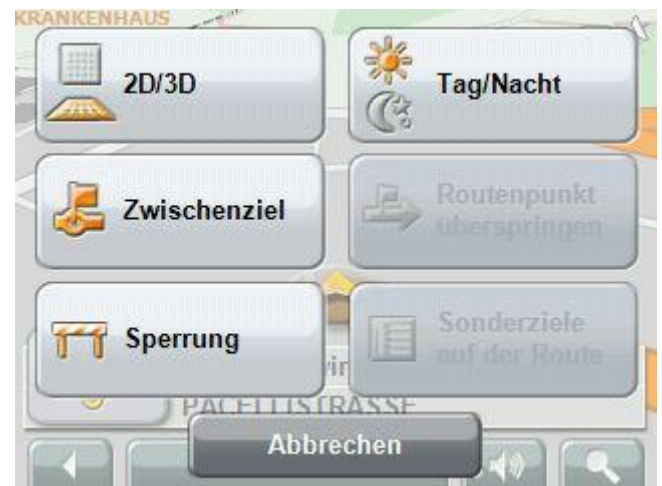 KRANKENHAUS
2D/3D
Tag/Nacht
Zwischenziel
Routenpunkt
überspringen
Sperrung
Sonderziele
auf der Route
PACELLISTRASSE
Abbrechen